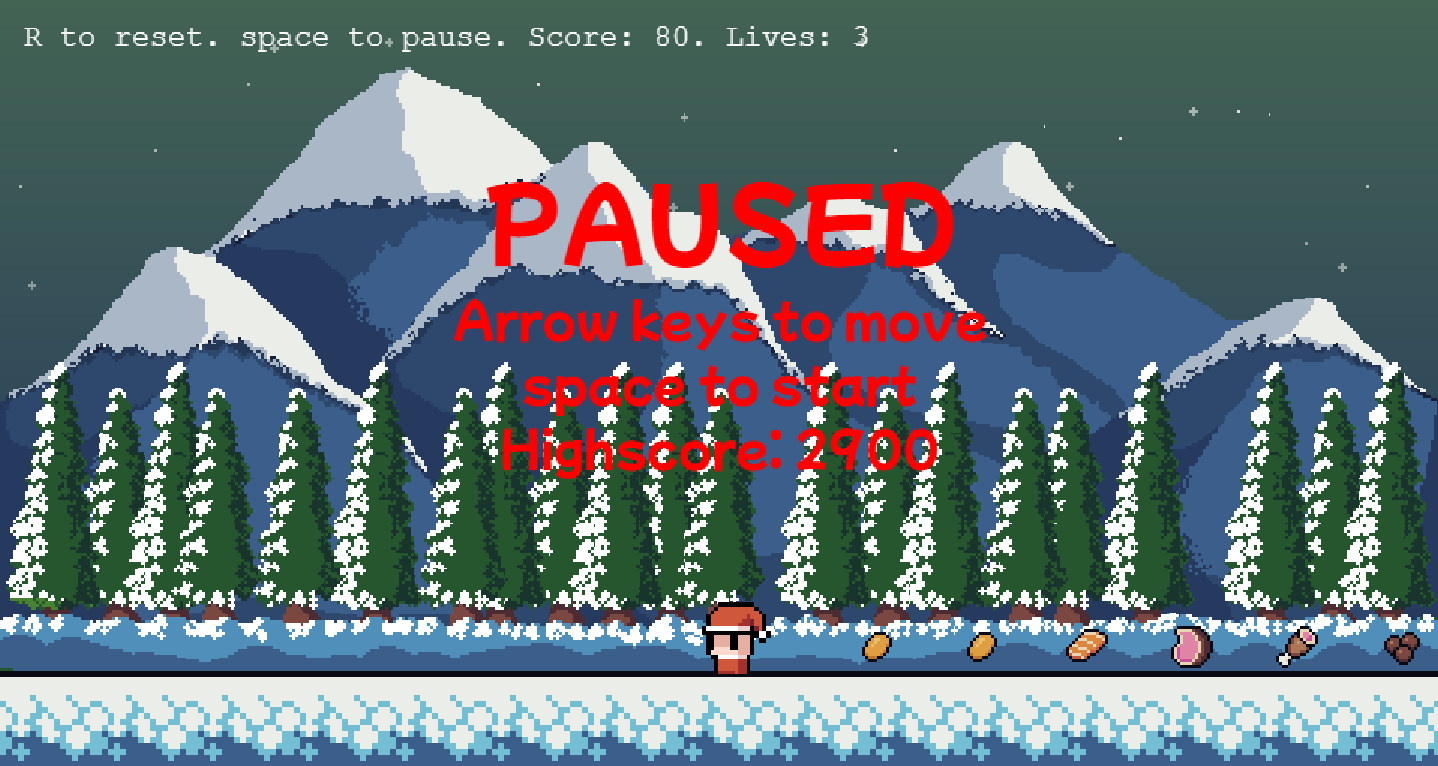 R to reset. space to pause. Score: 80. Lives: 3
PAUSED
Arrow keys to move
space to start
Highscore: 2900